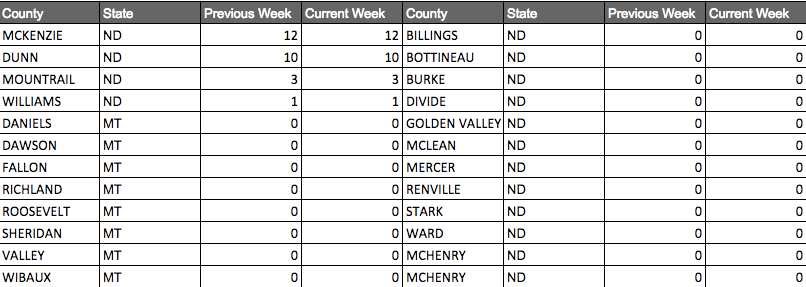 County State Previous Week Current Week County State Previous Week Current Week
MCKENZIE ND 12 12 BILLINGS ND 0 0
DUNN ND 10 10 BOTTINEAU ND 0 0
MOUNTRAIL ND 3 3 BURKE ND 0 0
WILLIAMS ND 1 1 DIVIDE ND 0 0
DANIELS MT 0 0 GOLDEN VALLEY ND 0 0
DAWSON MT 0 0 MCLEAN ND 0 0
FALLON MT 0 0 MERCER ND 0 0
RICHLAND MT 0 0 RENVILLE ND 0 0
ROOSEVELT MT 0 0 STARK ND 0 0
SHERIDAN MT 0 0 WARD ND 0 0
VALLEY MT 0 0 MCHENRY ND 0 0
WIBAUX MT 0 0 MCHENRY ND 0 0